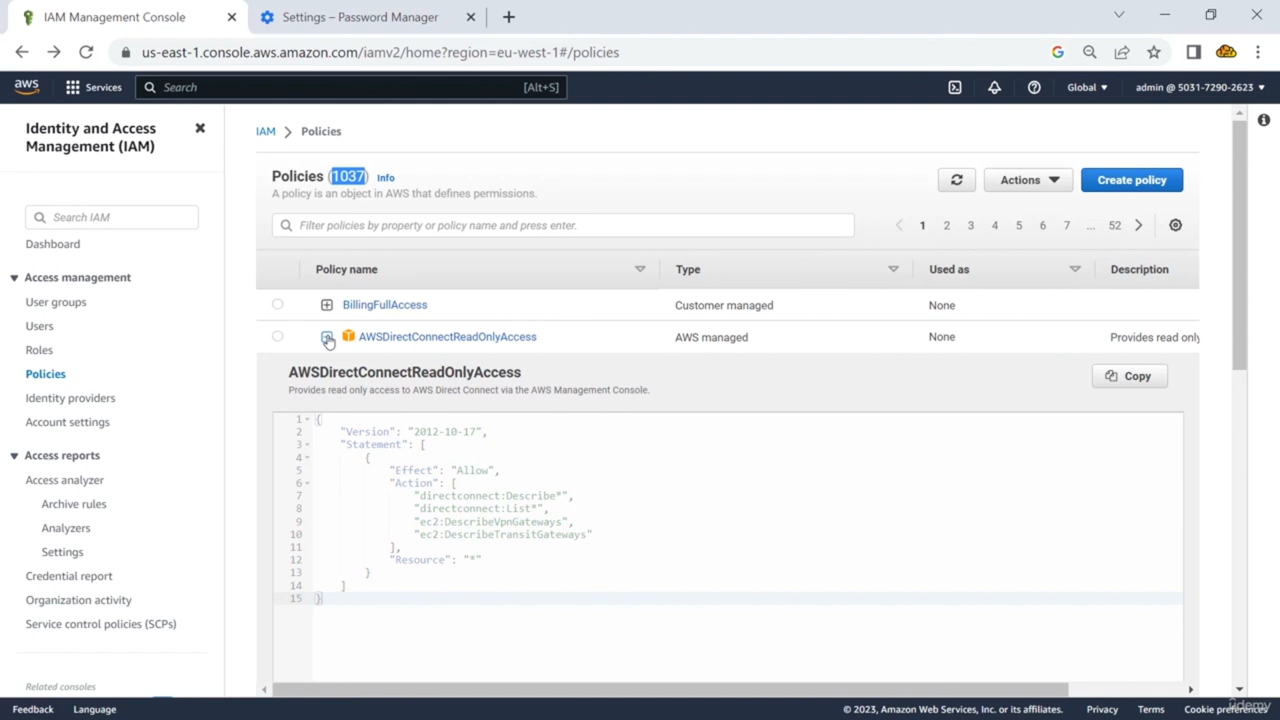 IAM Management Console
Settings – Password Manager
us-east-1.console.aws.amazon.com/iamv2/home?region=eu-west-1#/policies
aws
Services
Search
[Alt+S]
Global
admin @ 5031-7290-2623
Identity and Access Management (IAM)
Search IAM
Dashboard
Access management
User groups
Users
Roles
Policies
Identity providers
Account settings
Access reports
Access analyzer
Archive rules
Analyzers
Settings
Credential report
Organization activity
Service control policies (SCPs)
Related consoles
IAM > Policies
Policies (1037) Info
A policy is an object in AWS that defines permissions.
Actions
Create policy
Filter policies by property or policy name and press enter.
1 2 3 4 5 6 7 ... 52
Policy name Type Used as Description
BillingFullAccess Customer managed None
AWSDirectConnectReadOnlyAccess AWS managed None Provides read only
AWSDirectConnectReadOnlyAccess
Provides read only access to AWS Direct Connect via the AWS Management Console.
Copy
1 {
2 "Version": "2012-10-17",
3 "Statement": [
4 {
5 "Effect": "Allow",
6 "Action": [
7 "directconnect:Describe*",
8 "directconnect:List*",
9 "ec2:DescribeVpnGateways",
10 "ec2:DescribeTransitGateways"
11 ],
12 "Resource": "*"
13 }
14 ]
15 }
Feedback
Language
© 2023, Amazon Web Services, Inc. or its affiliates.
Privacy
Terms
Cookie preferences
ûdemy